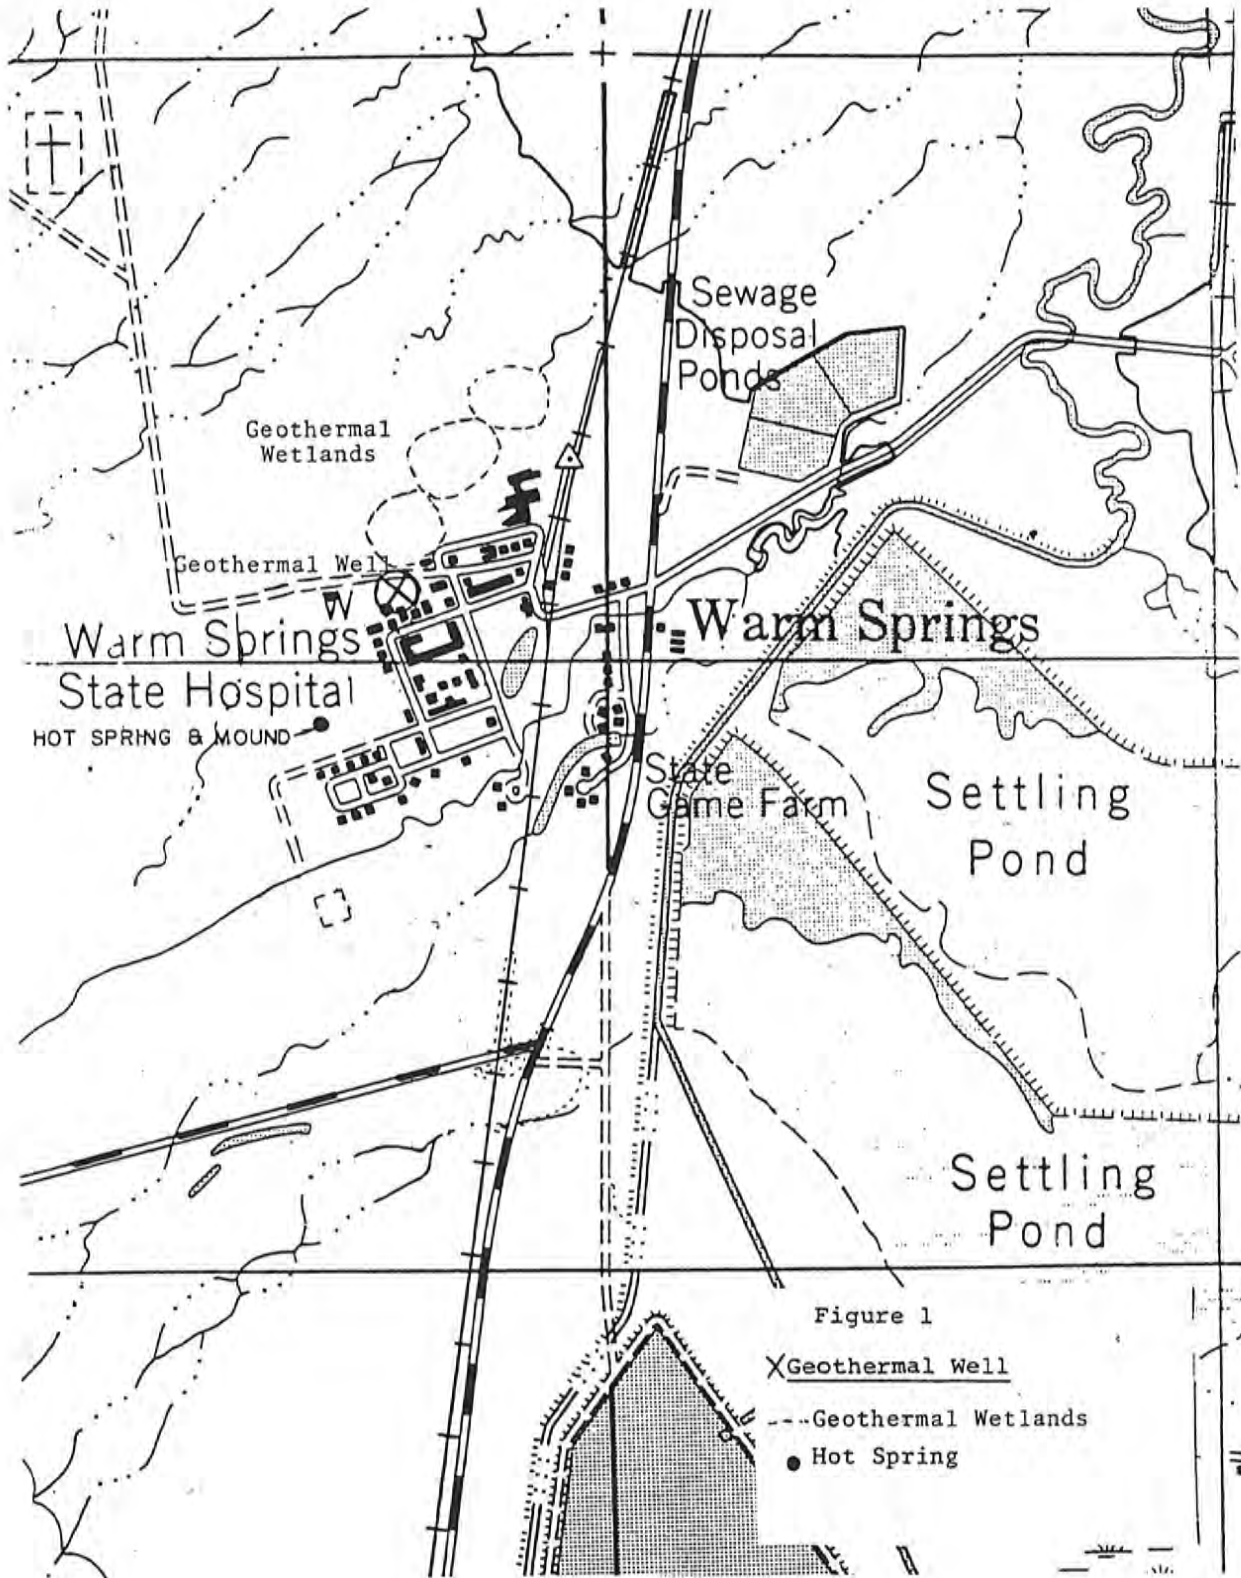 Sewage
Disposal
Ponds
Geothermal
Wetlands
Geothermal Well
W
Warm Springs
State Hospital
HOT SPRING & MOUND
Warm Springs
State
Game Farm
Settling
Pond
Settling
Pond
Figure 1
X Geothermal Well
---Geothermal Wetlands
Hot Spring